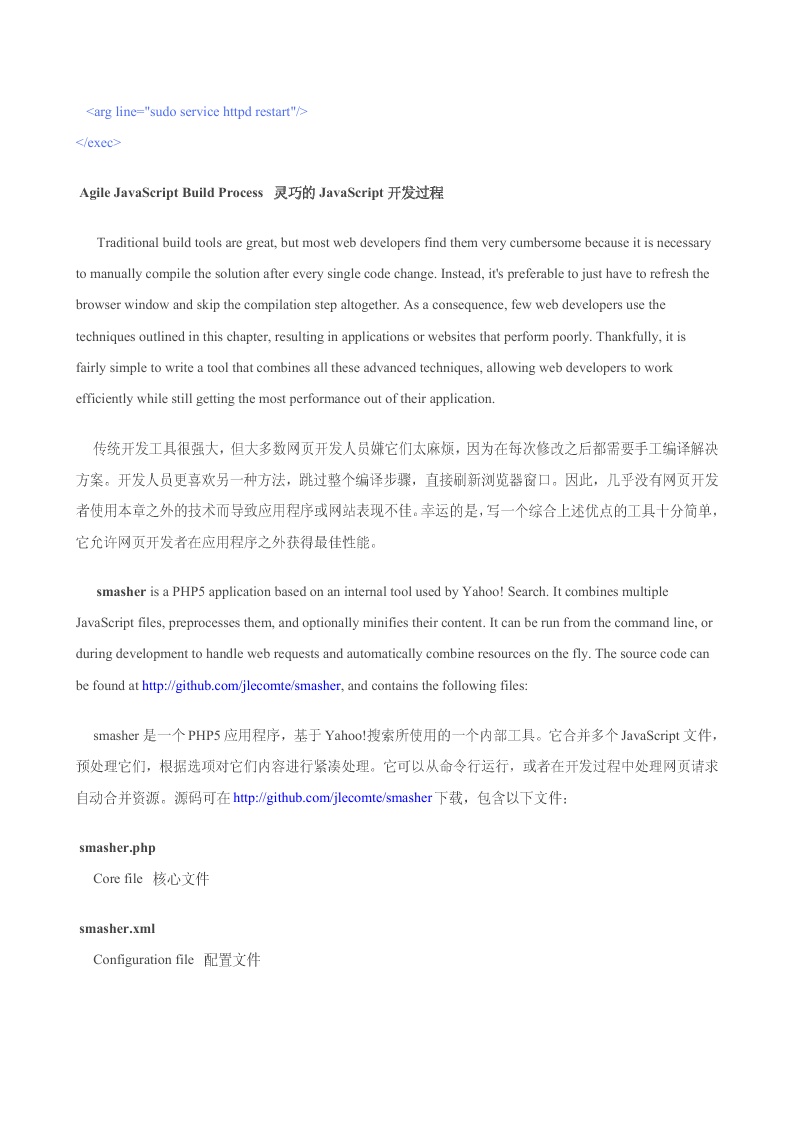 <arg line="sudo service httpd restart"/>
</exec>
Agile JavaScript Build Process 灵巧的 JavaScript 开发过程
Traditional build tools are great, but most web developers find them very cumbersome because it is necessary
to manually compile the solution after every single code change. Instead, it's preferable to just have to refresh the
browser window and skip the compilation step altogether. As a consequence, few web developers use the
techniques outlined in this chapter, resulting in applications or websites that perform poorly. Thankfully, it is
fairly simple to write a tool that combines all these advanced techniques, allowing web developers to work
efficiently while still getting the most performance out of their application.
传统开发工具很强大，但大多数网页开发人员嫌它们太麻烦，因为在每次修改之后都需要手工编译解决
方案。开发人员更喜欢另一种方法，跳过整个编译步骤，直接刷新浏览器窗口。因此，几乎没有网页开发
者使用本章之外的技术而导致应用程序或网站表现不佳。幸运的是，写一个综合上述优点的工具十分简单，
它允许网页开发者在应用程序之外获得最佳性能。
smasher is a PHP5 application based on an internal tool used by Yahoo! Search. It combines multiple
JavaScript files, preprocesses them, and optionally minifies their content. It can be run from the command line, or
during development to handle web requests and automatically combine resources on the fly. The source code can
be found at http://github.com/jlecomte/smasher, and contains the following files:
smasher 是一个 PHP5 应用程序，基于 Yahoo!搜索所使用的一个内部工具。它合并多个 JavaScript 文件，
预处理它们，根据选项对它们内容进行紧凑处理。它可以从命令行运行，或者在开发过程中处理网页请求
自动合并资源。源码可在 http://github.com/jlecomte/smasher 下载，包含以下文件：
smasher.php
Core file 核心文件
smasher.xml
Configuration file 配置文件